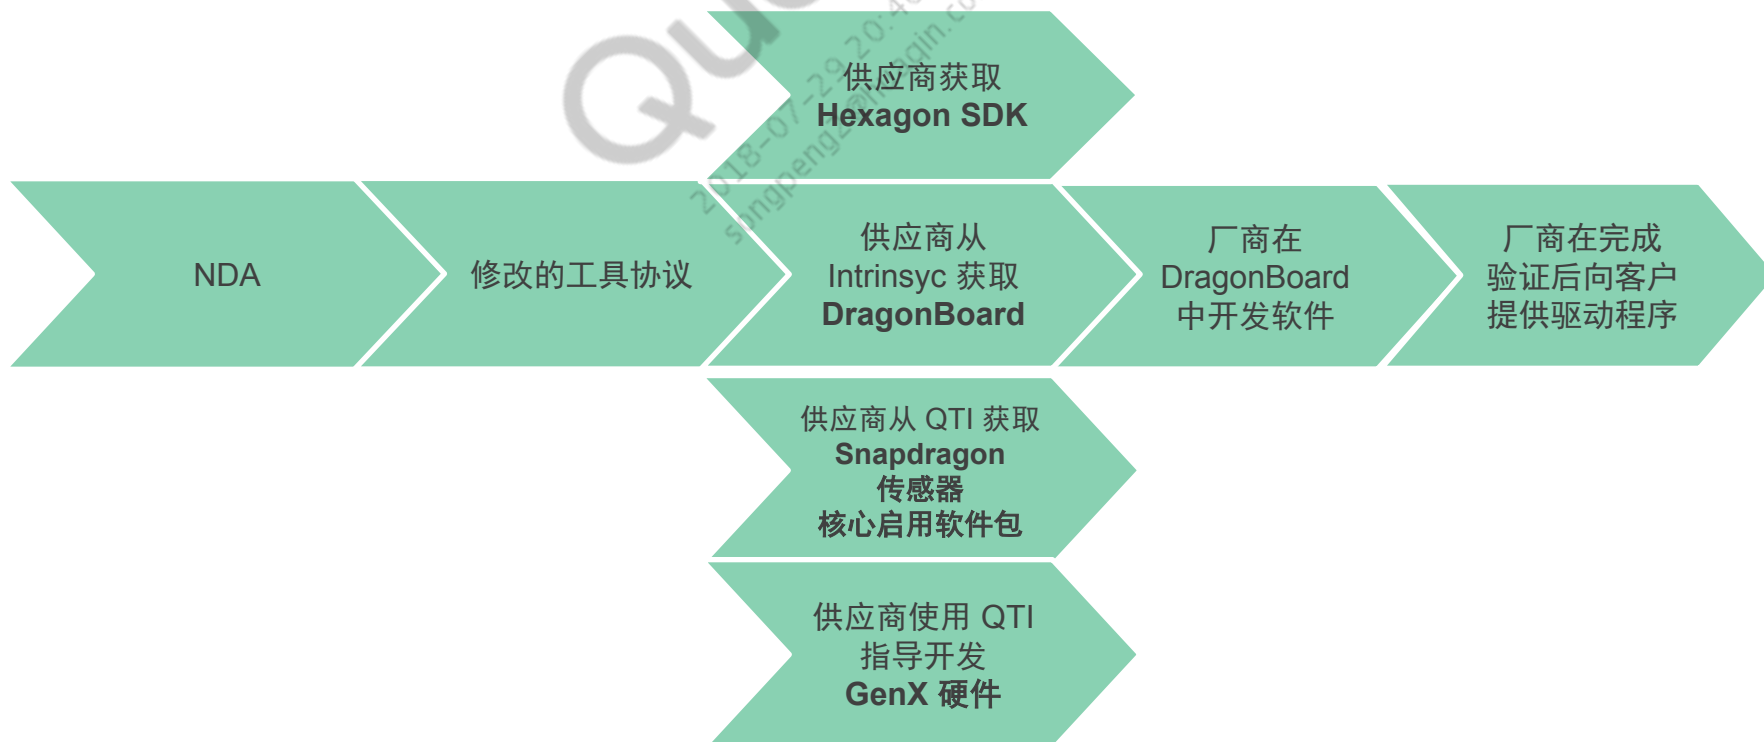 供应商获取
Hexagon SDK
NDA
修改的工具协议
供应商从
Intrinsyc 获取
DragonBoard
厂商在
DragonBoard
中开发软件
厂商在完成
验证后向客户
提供驱动程序
供应商从 QTI 获取
Snapdragon
传感器
核心启用软件包
供应商使用 QTI
指导开发
GenX 硬件